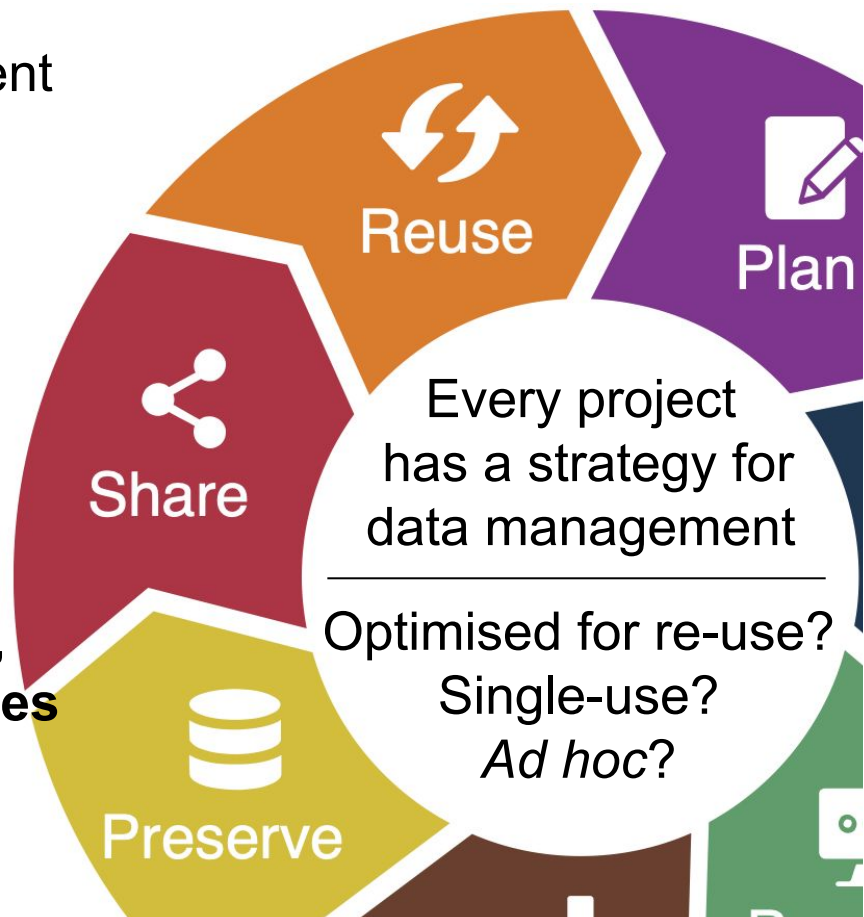 ent
Reuse
Plan
Every project
has a strategy for
data management
Share
Optimised for re-use?
,
es
Single-use?
Ad hoc?
Preserve